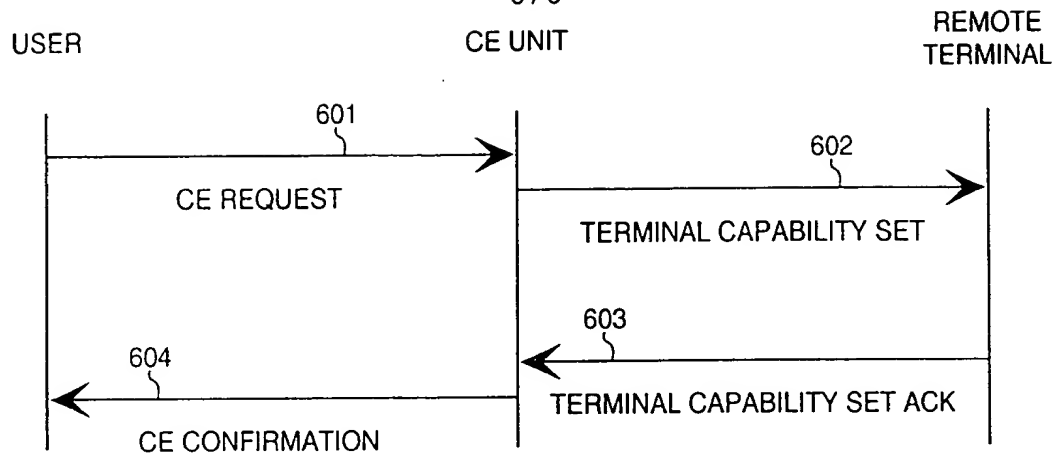 USER
CE UNIT
REMOTE
TERMINAL
601
602
CE REQUEST
TERMINAL CAPABILITY SET
603
604
TERMINAL CAPABILITY SET ACK
CE CONFIRMATION